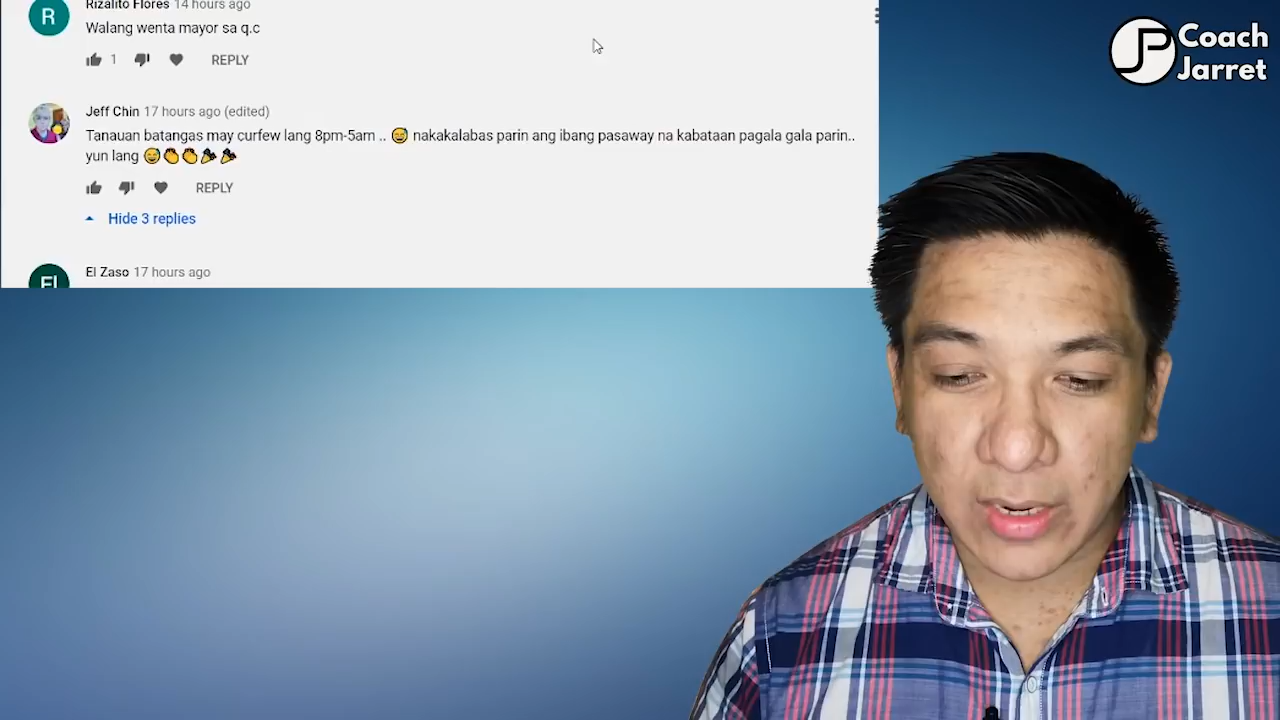 Rizalito Flores 14 hours ago
Walang wenta mayor sa q.c
1 REPLY
Coach
Jarret
Jeff Chin 17 hours ago (edited)
Tanauan batangas may curfew lang 8pm-5am .. 😅 nakakalabas parin ang ibang pasaway na kabataan pagala gala parin..
yun lang 😅👏👏🎉🎉
REPLY
Hide 3 replies
El Zaso 17 hours ago